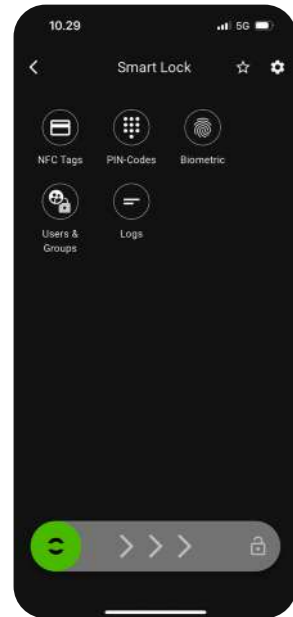 10.29
5G
Smart Lock
NFC Tags
PIN-Codes
Biometric
Users &
Groups
Logs